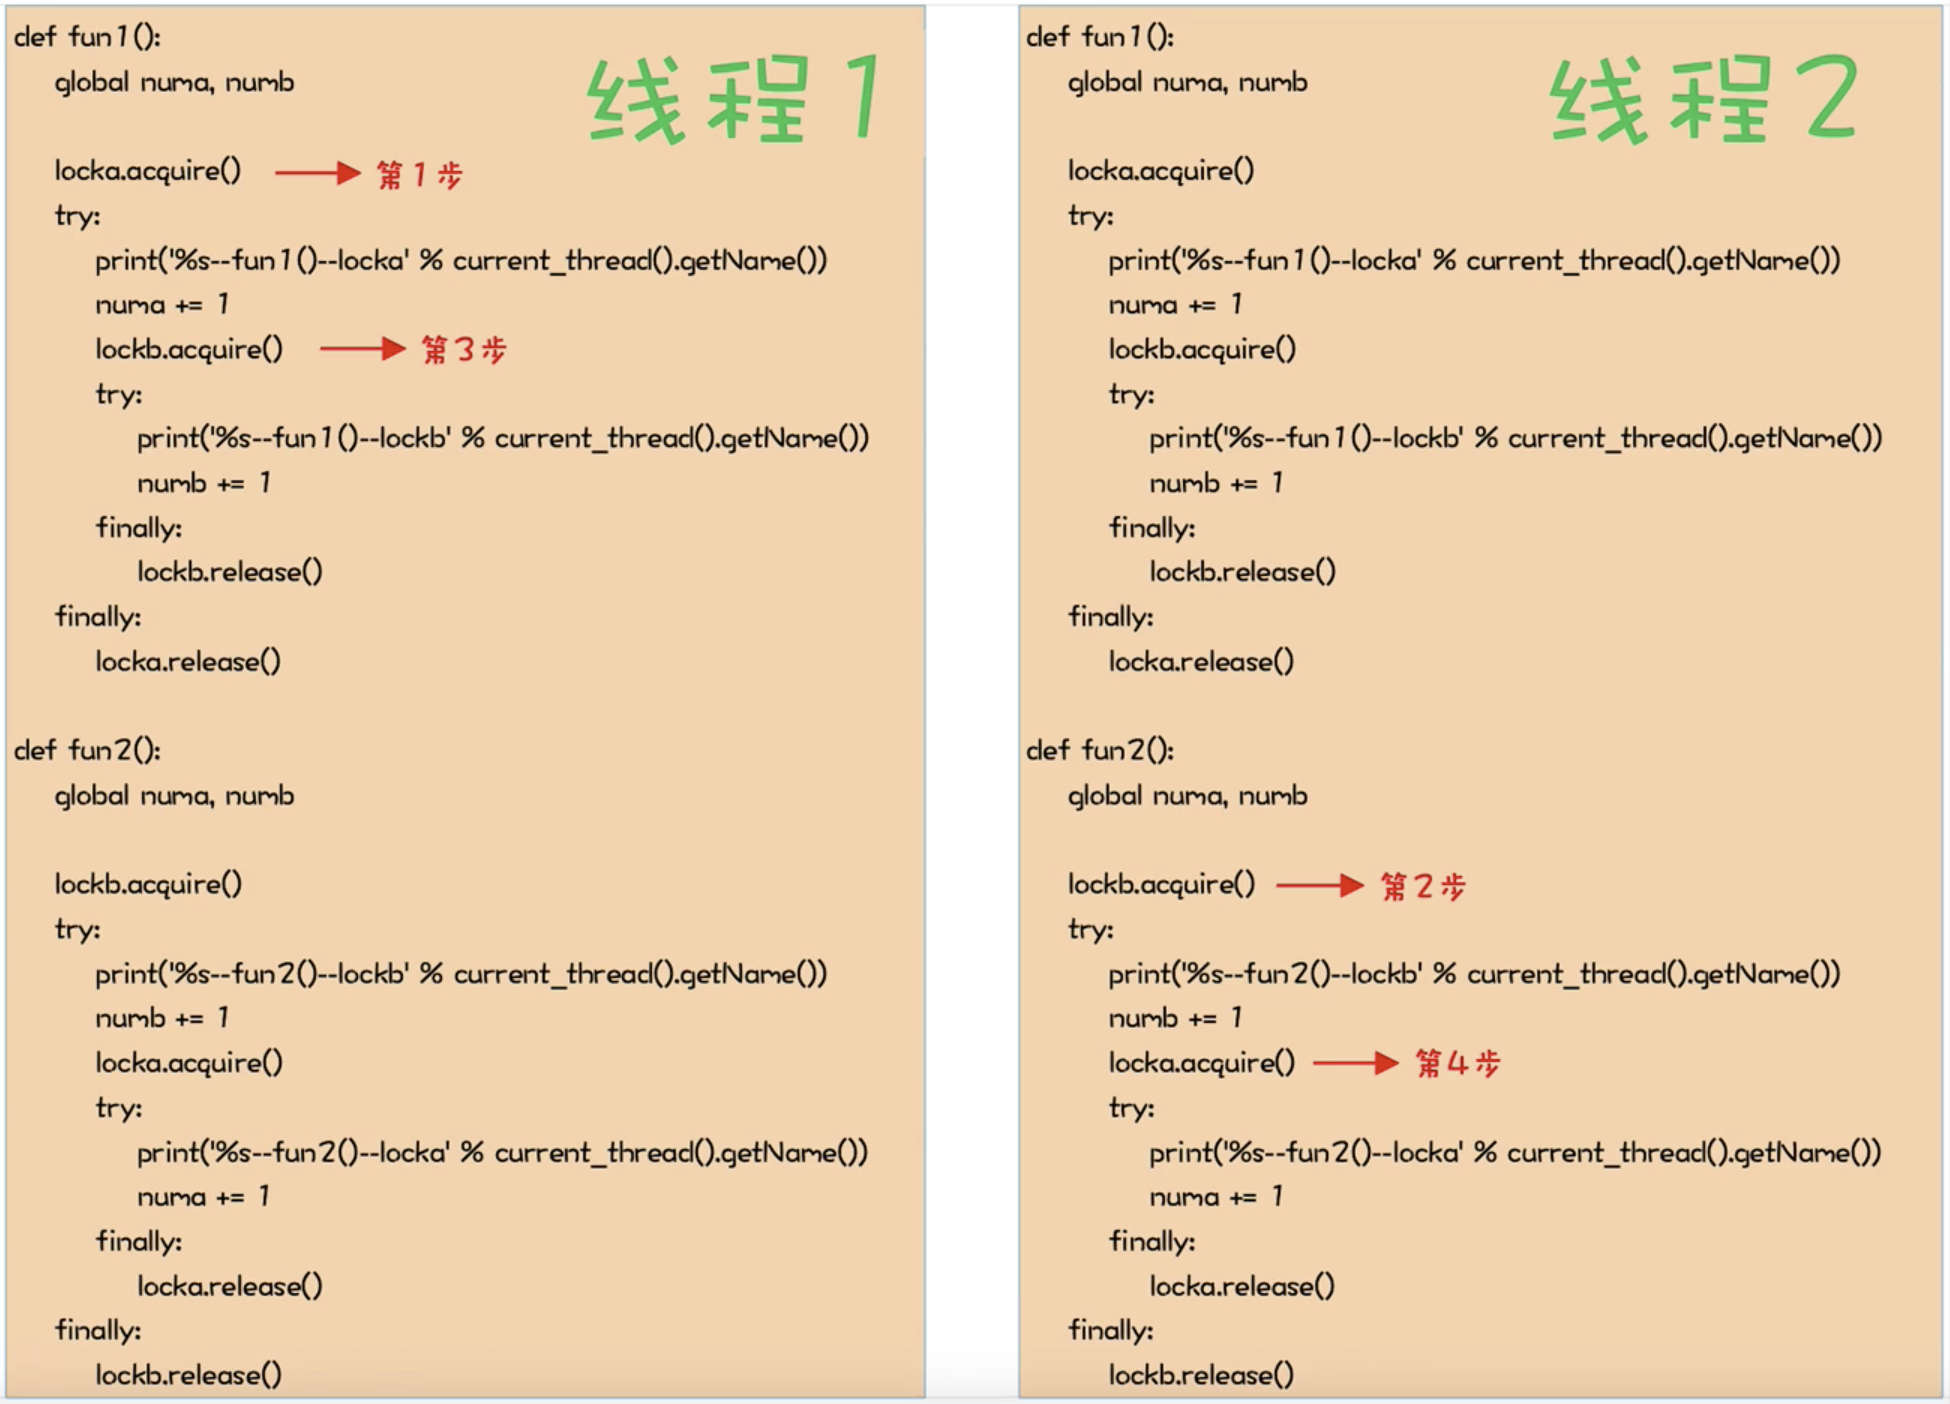 线程1
def fun1():
    global numa, numb

    locka.acquire() 第1步
    try:
        print('%s--fun1()--locka' % current_thread().getName())
        numa += 1
        lockb.acquire() 第3步
        try:
            print('%s--fun1()--lockb' % current_thread().getName())
            numb += 1
        finally:
            lockb.release()
    finally:
        locka.release()

def fun2():
    global numa, numb

    lockb.acquire()
    try:
        print('%s--fun2()--lockb' % current_thread().getName())
        numb += 1
        locka.acquire()
        try:
            print('%s--fun2()--locka' % current_thread().getName())
            numa += 1
        finally:
            locka.release()
    finally:
        lockb.release()
线程2
def fun1():
    global numa, numb

    locka.acquire()
    try:
        print('%s--fun1()--locka' % current_thread().getName())
        numa += 1
        lockb.acquire()
        try:
            print('%s--fun1()--lockb' % current_thread().getName())
            numb += 1
        finally:
            lockb.release()
    finally:
        locka.release()

def fun2():
    global numa, numb

    lockb.acquire() 第2步
    try:
        print('%s--fun2()--lockb' % current_thread().getName())
        numb += 1
        locka.acquire() 第4步
        try:
            print('%s--fun2()--locka' % current_thread().getName())
            numa += 1
        finally:
            locka.release()
    finally:
        lockb.release()